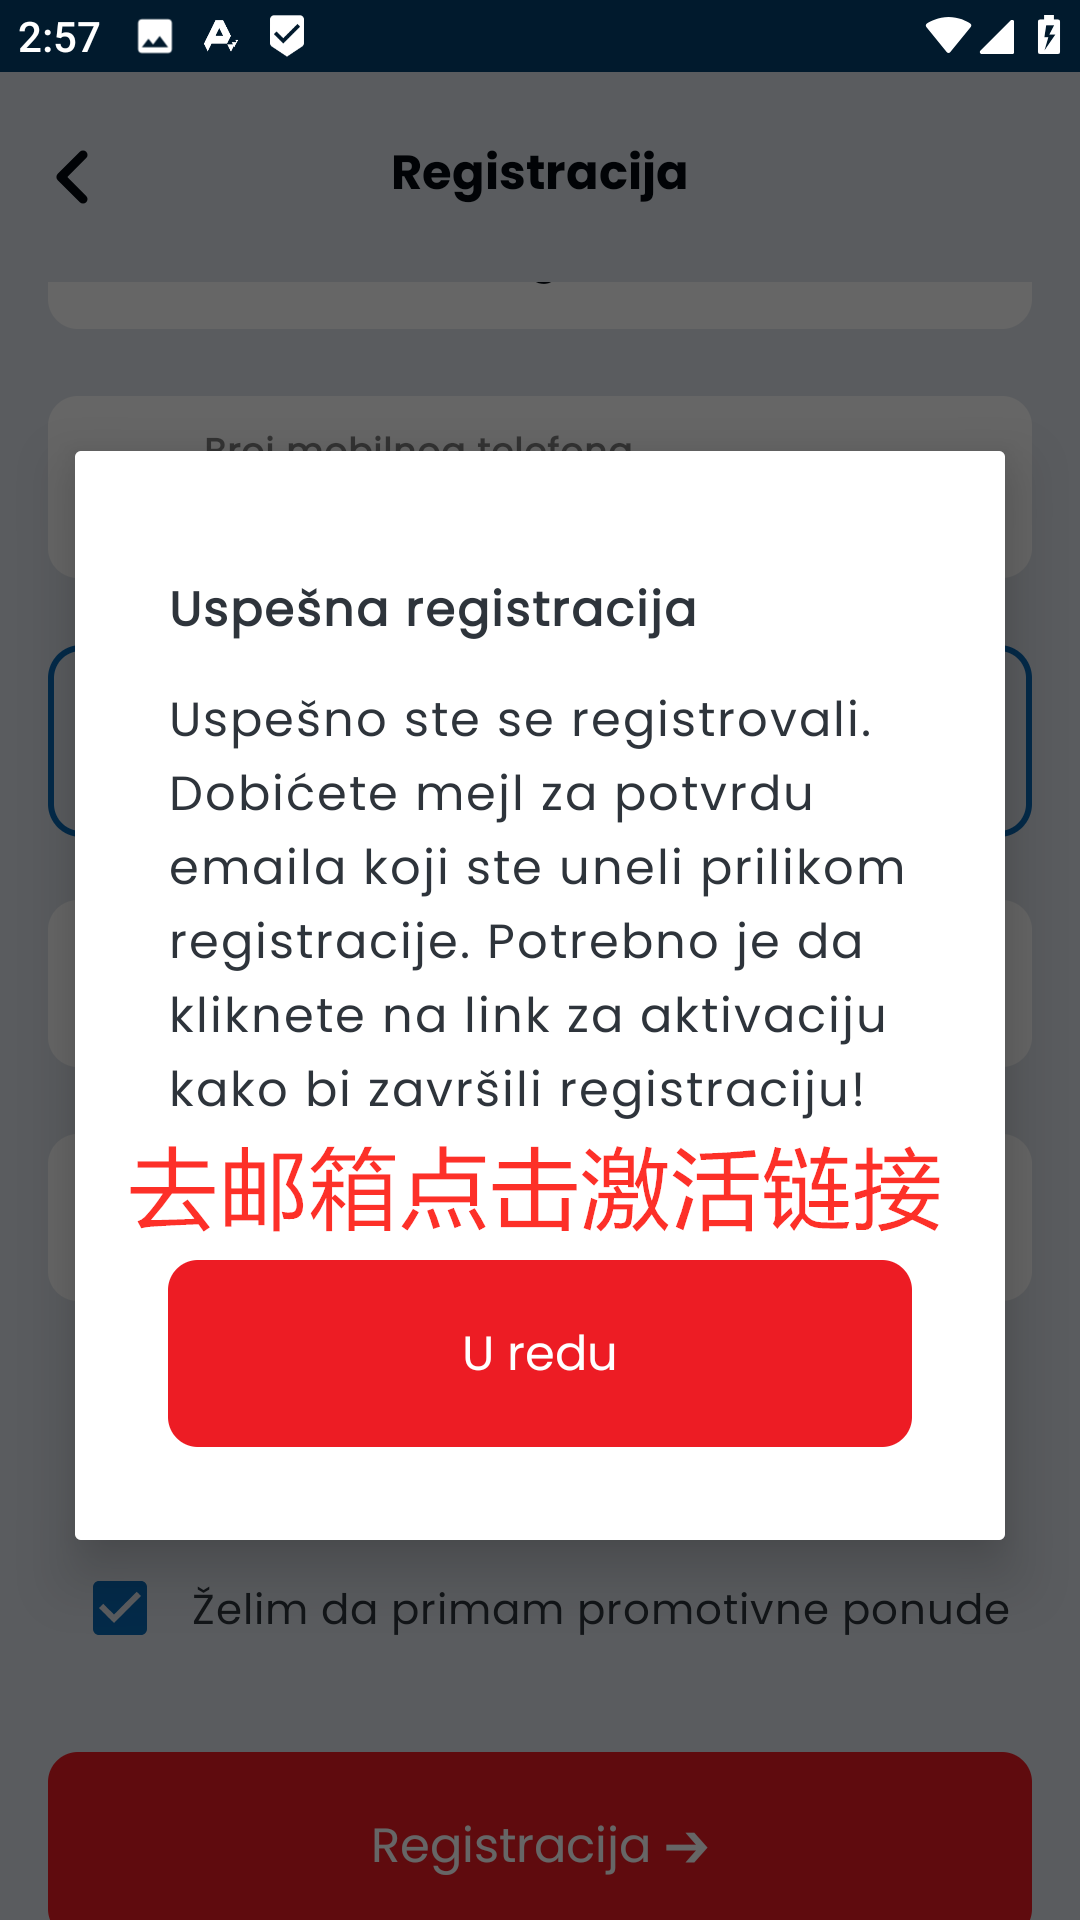 2:57
Registracija
Broj mobilnog telefona
Uspešna registracija
Uspešno ste se registrovali.
Dobićete mejl za potvrdu
emaila koji ste uneli prilikom
registracije. Potrebno je da
kliknete na link za aktivaciju
kako bi završili registraciju!
去邮箱点击激活链接
U redu
Želim da primam promotivne ponude
Registracija →